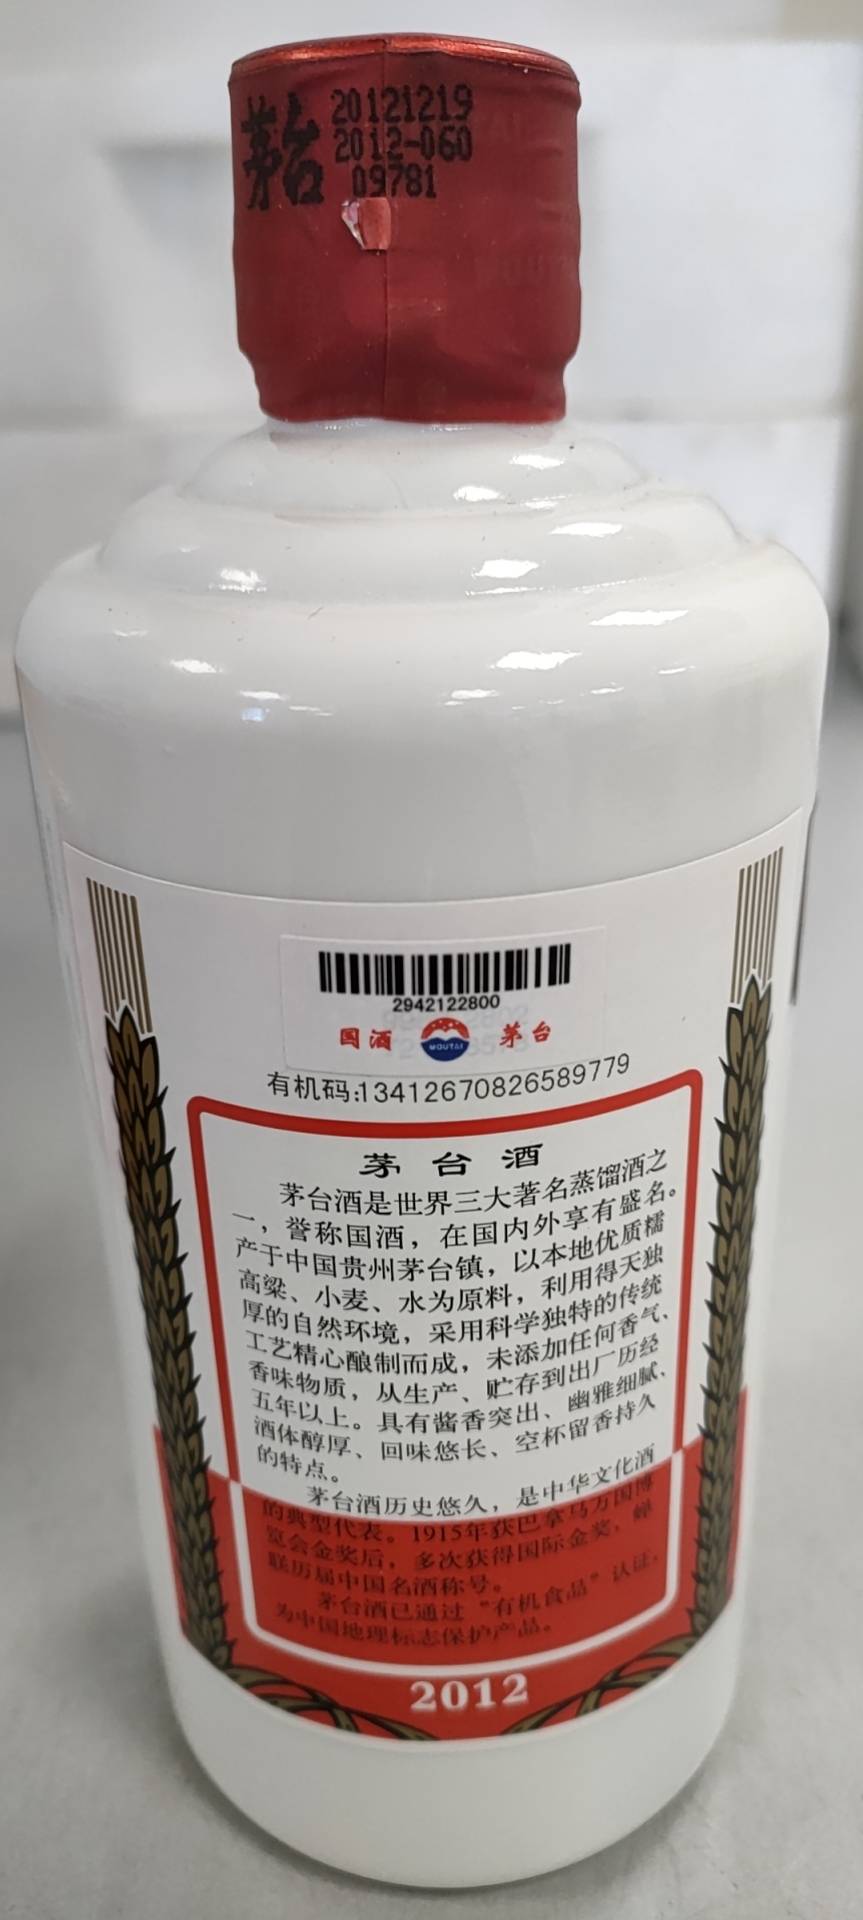 茅台
20121219
2012-060
09781
2942122800
国酒 MOUTAI 茅台
有机码:13412670826589779
茅台酒
茅台酒是世界三大著名蒸馏酒之
一，誉称国酒，在国内外享有盛名。
产于中国贵州茅台镇，以本地优质糯
高粱、小麦、水为原料，利用得天独
厚的自然环境，采用科学独特的传统
工艺精心酿制而成，未添加任何香气、
香味物质，从生产、贮存到出厂历经
五年以上。具有酱香突出、幽雅细腻、
酒体醇厚、回味悠长、空杯留香持久
的特点。
茅台酒历史悠久，是中华文化酒
的典型代表。1915年获巴拿马万国博
览会金奖后，多次获得国际金奖，蝉
联历届中国名酒称号。
茅台酒已通过“有机食品”认证，
为中国地理标志保护产品。
2012